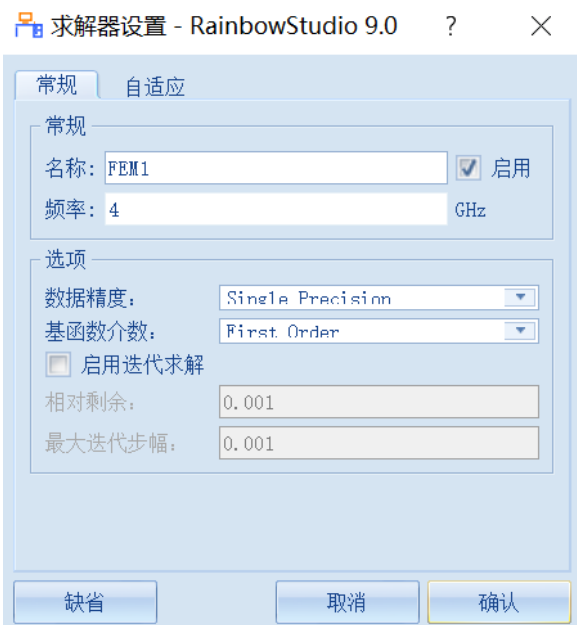 求解器设置 - RainbowStudio 9.0 ?
常规 自适应
常规
名称: FEM1 启用
频率: 4 GHz
选项
数据精度: Single Precision
基函数介数: First Order
启用迭代求解
相对剩余: 0.001
最大迭代步幅: 0.001
缺省 取消 确认